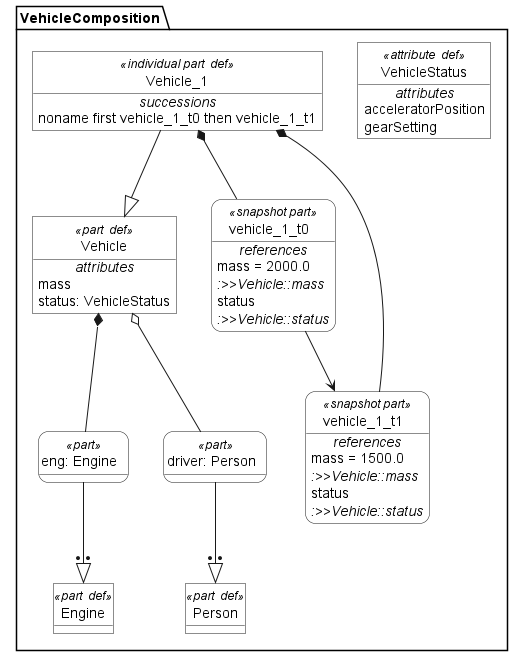 VehicleComposition
«individual part def»
Vehicle_1
successions
noname first vehicle_1_t0 then vehicle_1_t1
«attribute def»
VehicleStatus
attributes
acceleratorPosition
gearSetting
«part def»
Vehicle
attributes
mass
status: VehicleStatus
«snapshot part»
vehicle_1_t0
references
mass = 2000.0
:>>Vehicle::mass
status
:>>Vehicle::status
«snapshot part»
vehicle_1_t1
references
mass = 1500.0
:>>Vehicle::mass
status
:>>Vehicle::status
«part»
eng: Engine
«part»
driver: Person
«part def»
Engine
«part def»
Person